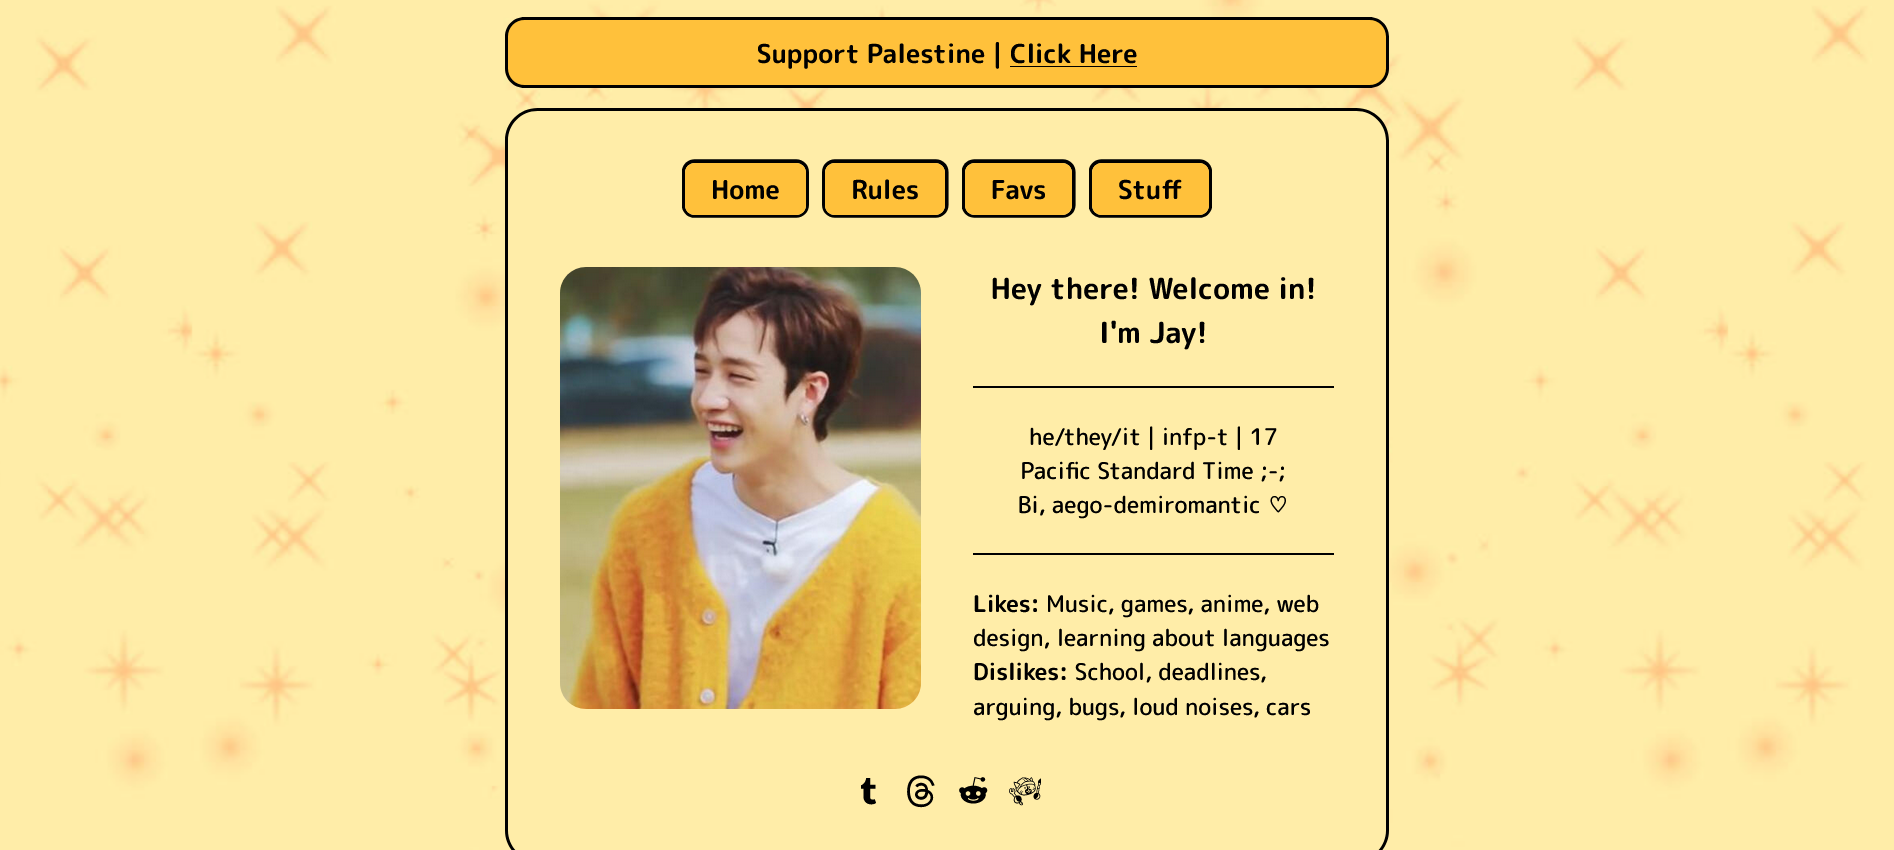 Support Palestine | Click Here
Home Rules Favs Stuff
Hey there! Welcome in!
I'm Jay!
he/they/it | infp-t | 17
Pacific Standard Time ;-;
Bi, aego-demiromantic ♡
Likes: Music, games, anime, web
design, learning about languages
Dislikes: School, deadlines,
arguing, bugs, loud noises, cars